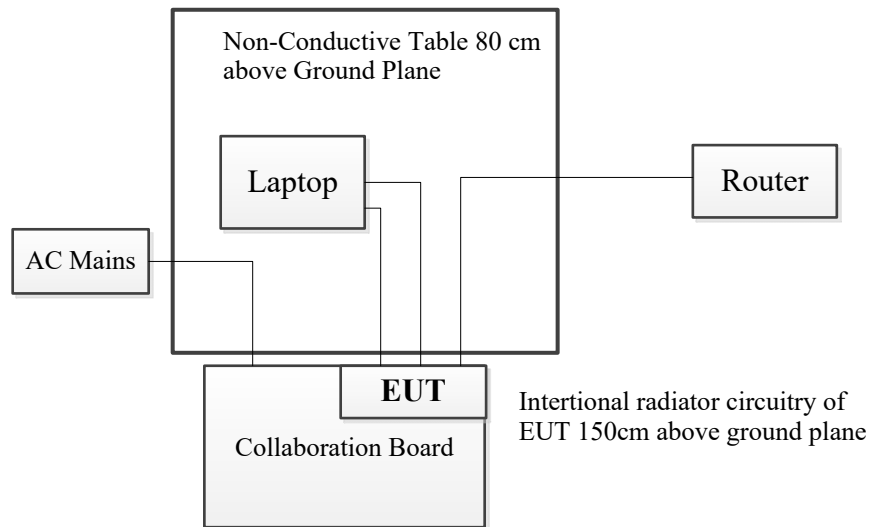 Non-Conductive Table 80 cm
above Ground Plane
Laptop
Router
AC Mains
EUT
Collaboration Board
Intertional radiator circuitry of
EUT 150cm above ground plane